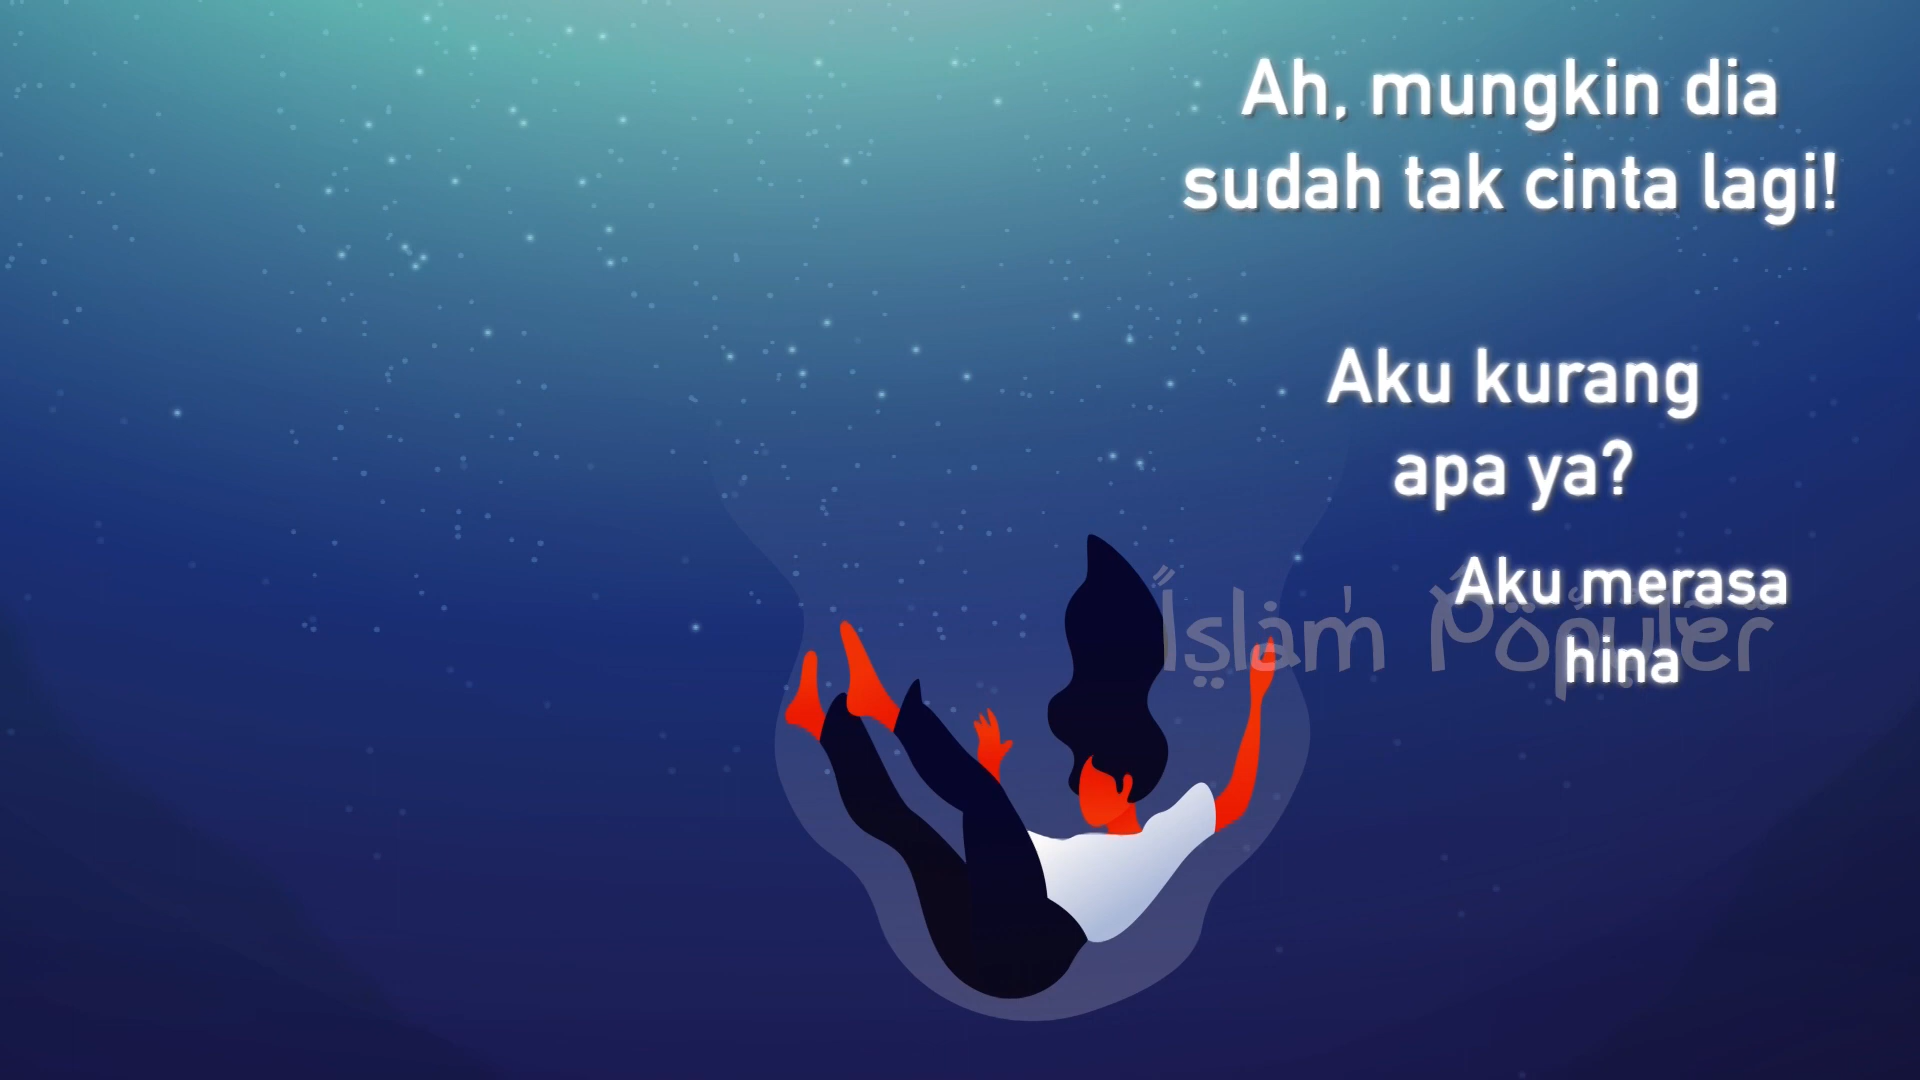 Ah, mungkin dia
sudah tak cinta lagi!
Aku kurang
apa ya?
Aku merasa
hina
Islam Populer